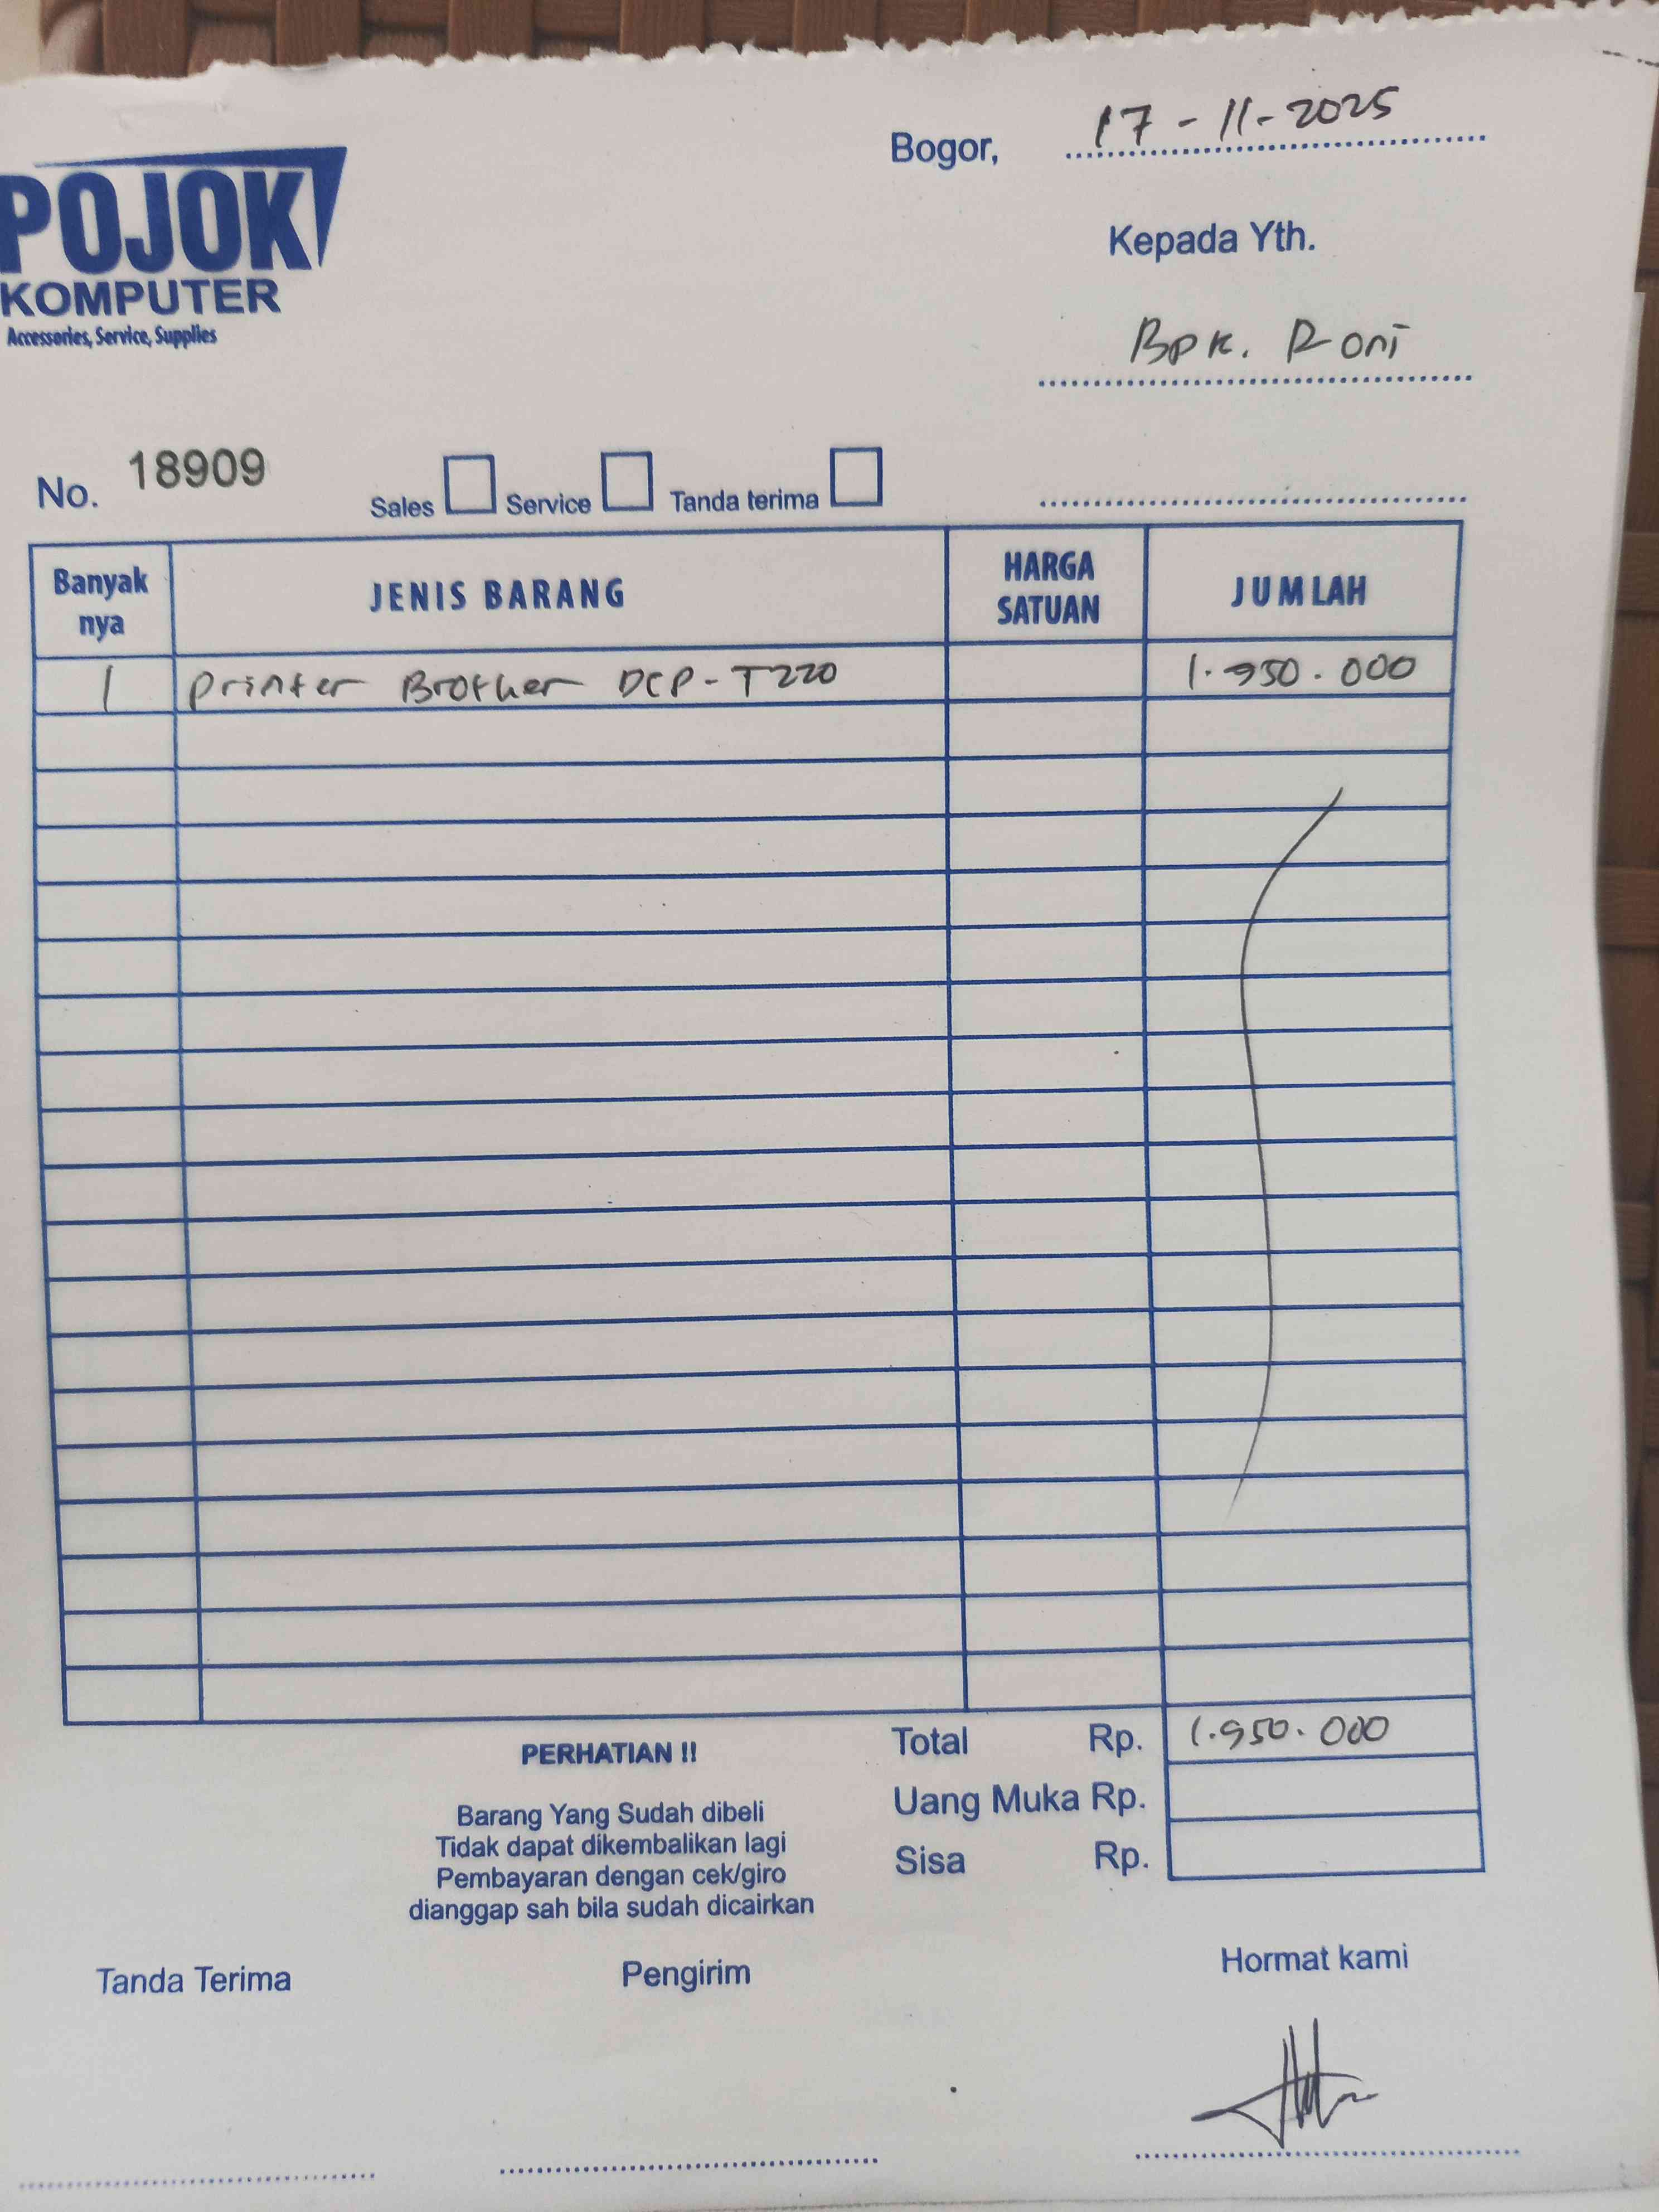 Bogor, 17-11-2025
POJOK
KOMPUTER
Accessories, Service, Supplies
Kepada Yth.
Bpk. Roni
No. 18909
Sales Service Tanda terima
Banyak nya JENIS BARANG HARGA SATUAN JUMLAH
1 Printer Brother DCP-T220 1.950.000
Total Rp. 1.950.000
Uang Muka Rp.
Sisa Rp.
PERHATIAN !!
Barang Yang Sudah dibeli
Tidak dapat dikembalikan lagi
Pembayaran dengan cek/giro
dianggap sah bila sudah dicairkan
Tanda Terima Pengirim Hormat kami